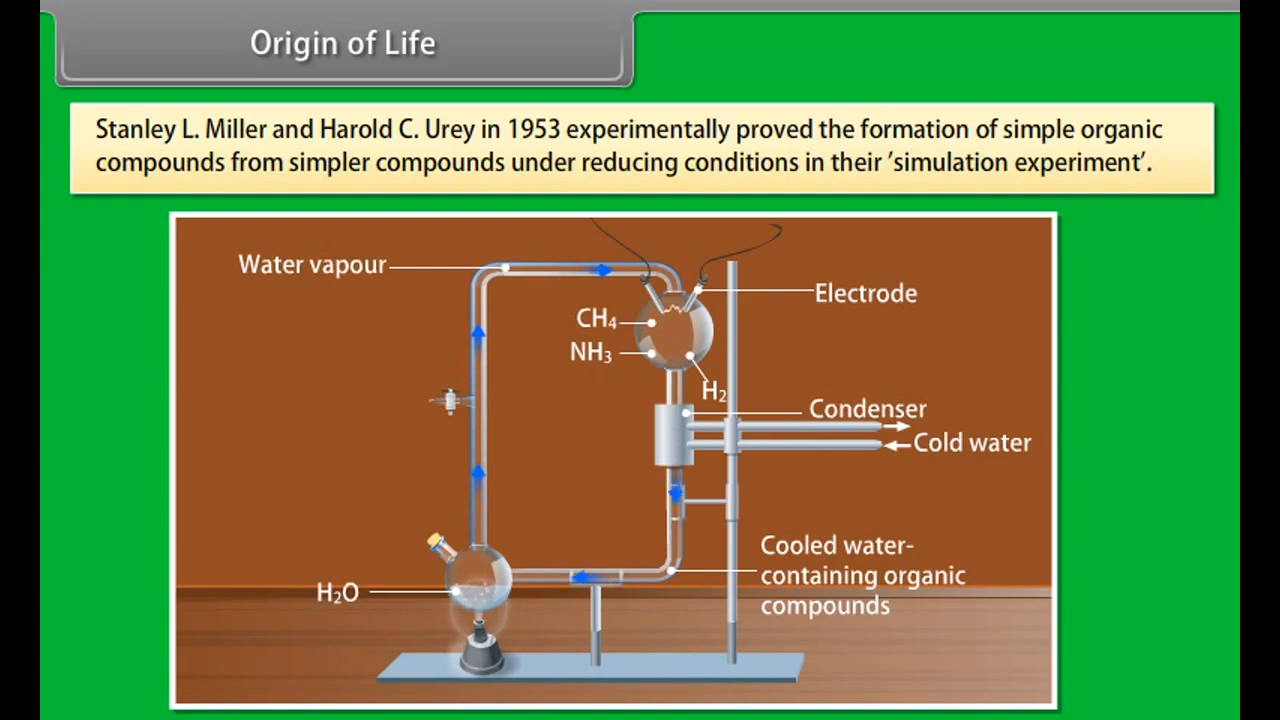 Origin of Life
Stanley L. Miller and Harold C. Urey in 1953 experimentally proved the formation of simple organic
compounds from simpler compounds under reducing conditions in their ′simulation experiment′.
Water vapour
Electrode
CH₄
NH₃
H₂
Condenser
Cold water
Cooled water-
containing organic
compounds
H₂O